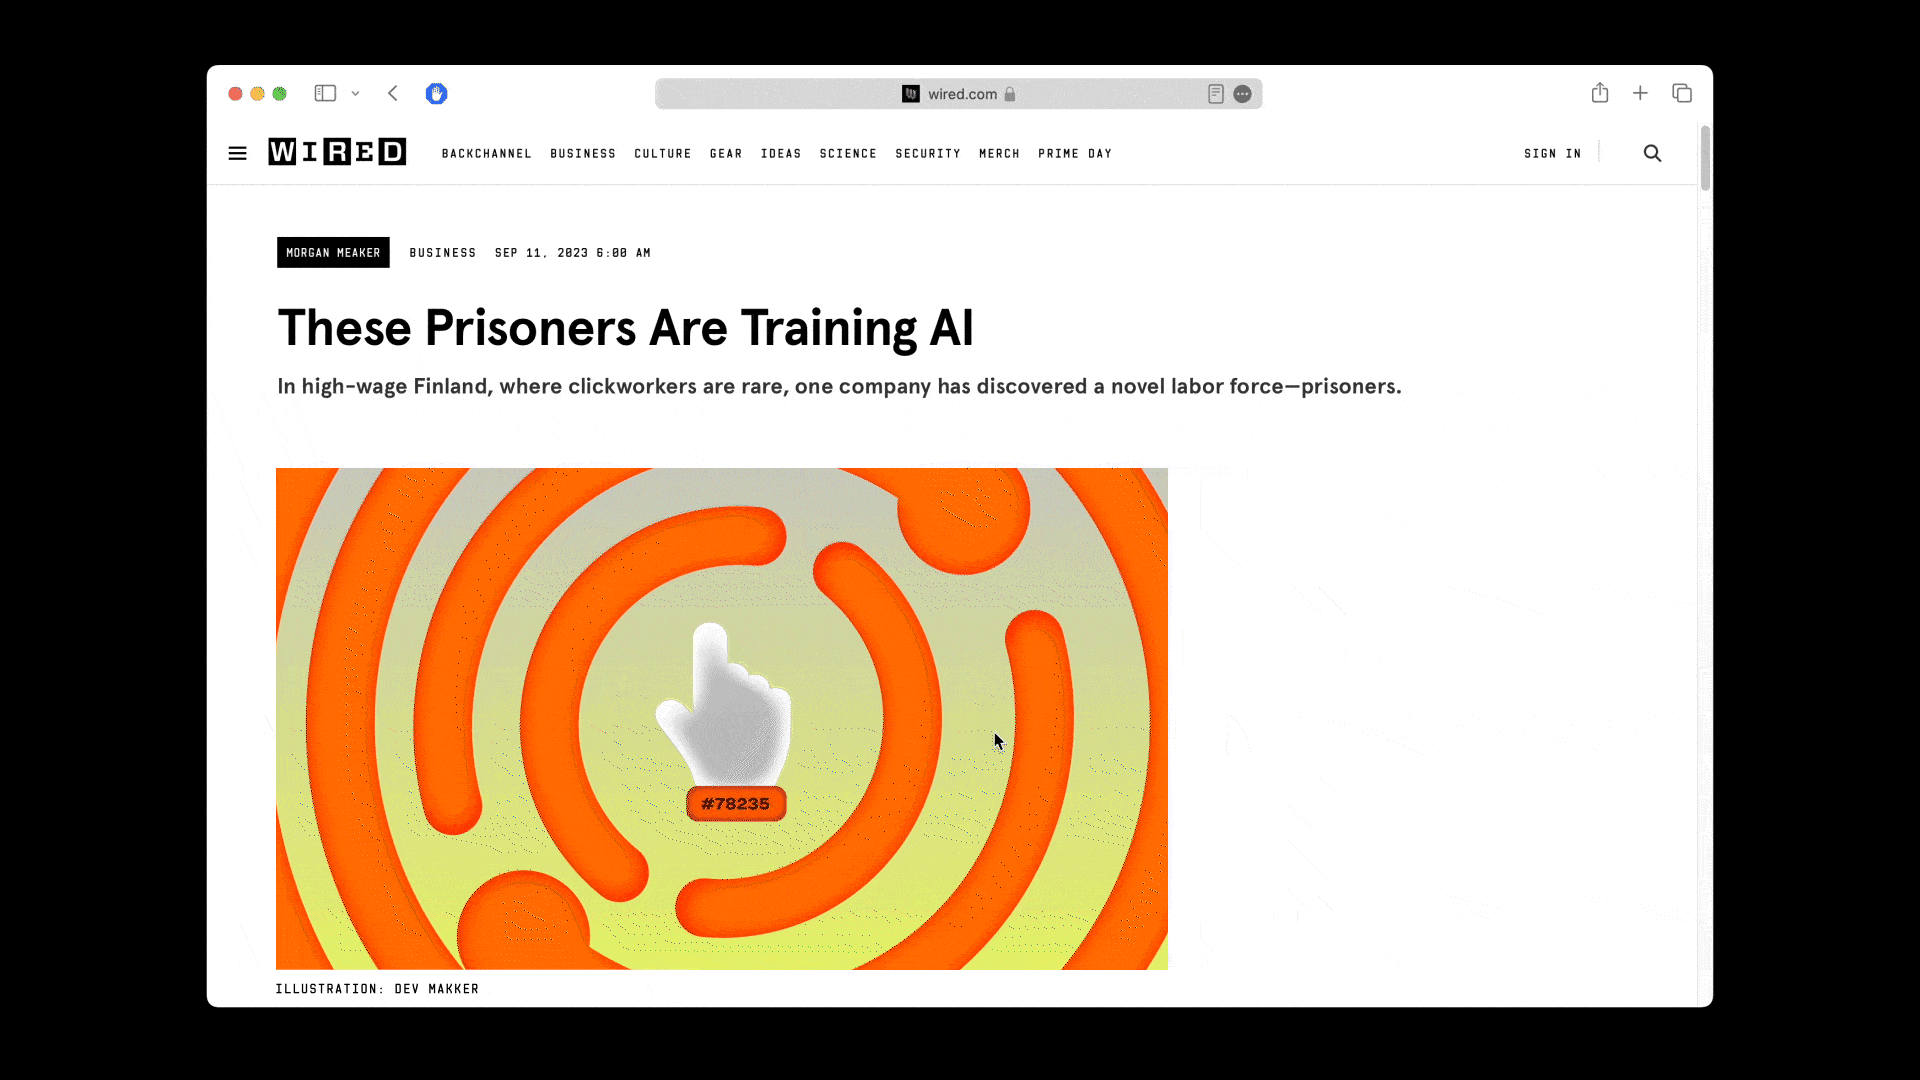 wired.com
WIRED
BACKCHANNEL BUSINESS CULTURE GEAR IDEAS SCIENCE SECURITY MERCH PRIME DAY
SIGN IN
MORGAN MEAKER BUSINESS SEP 11, 2023 6:00 AM
These Prisoners Are Training AI
In high-wage Finland, where clickworkers are rare, one company has discovered a novel labor force—prisoners.
#78235
ILLUSTRATION: DEV MAKKER